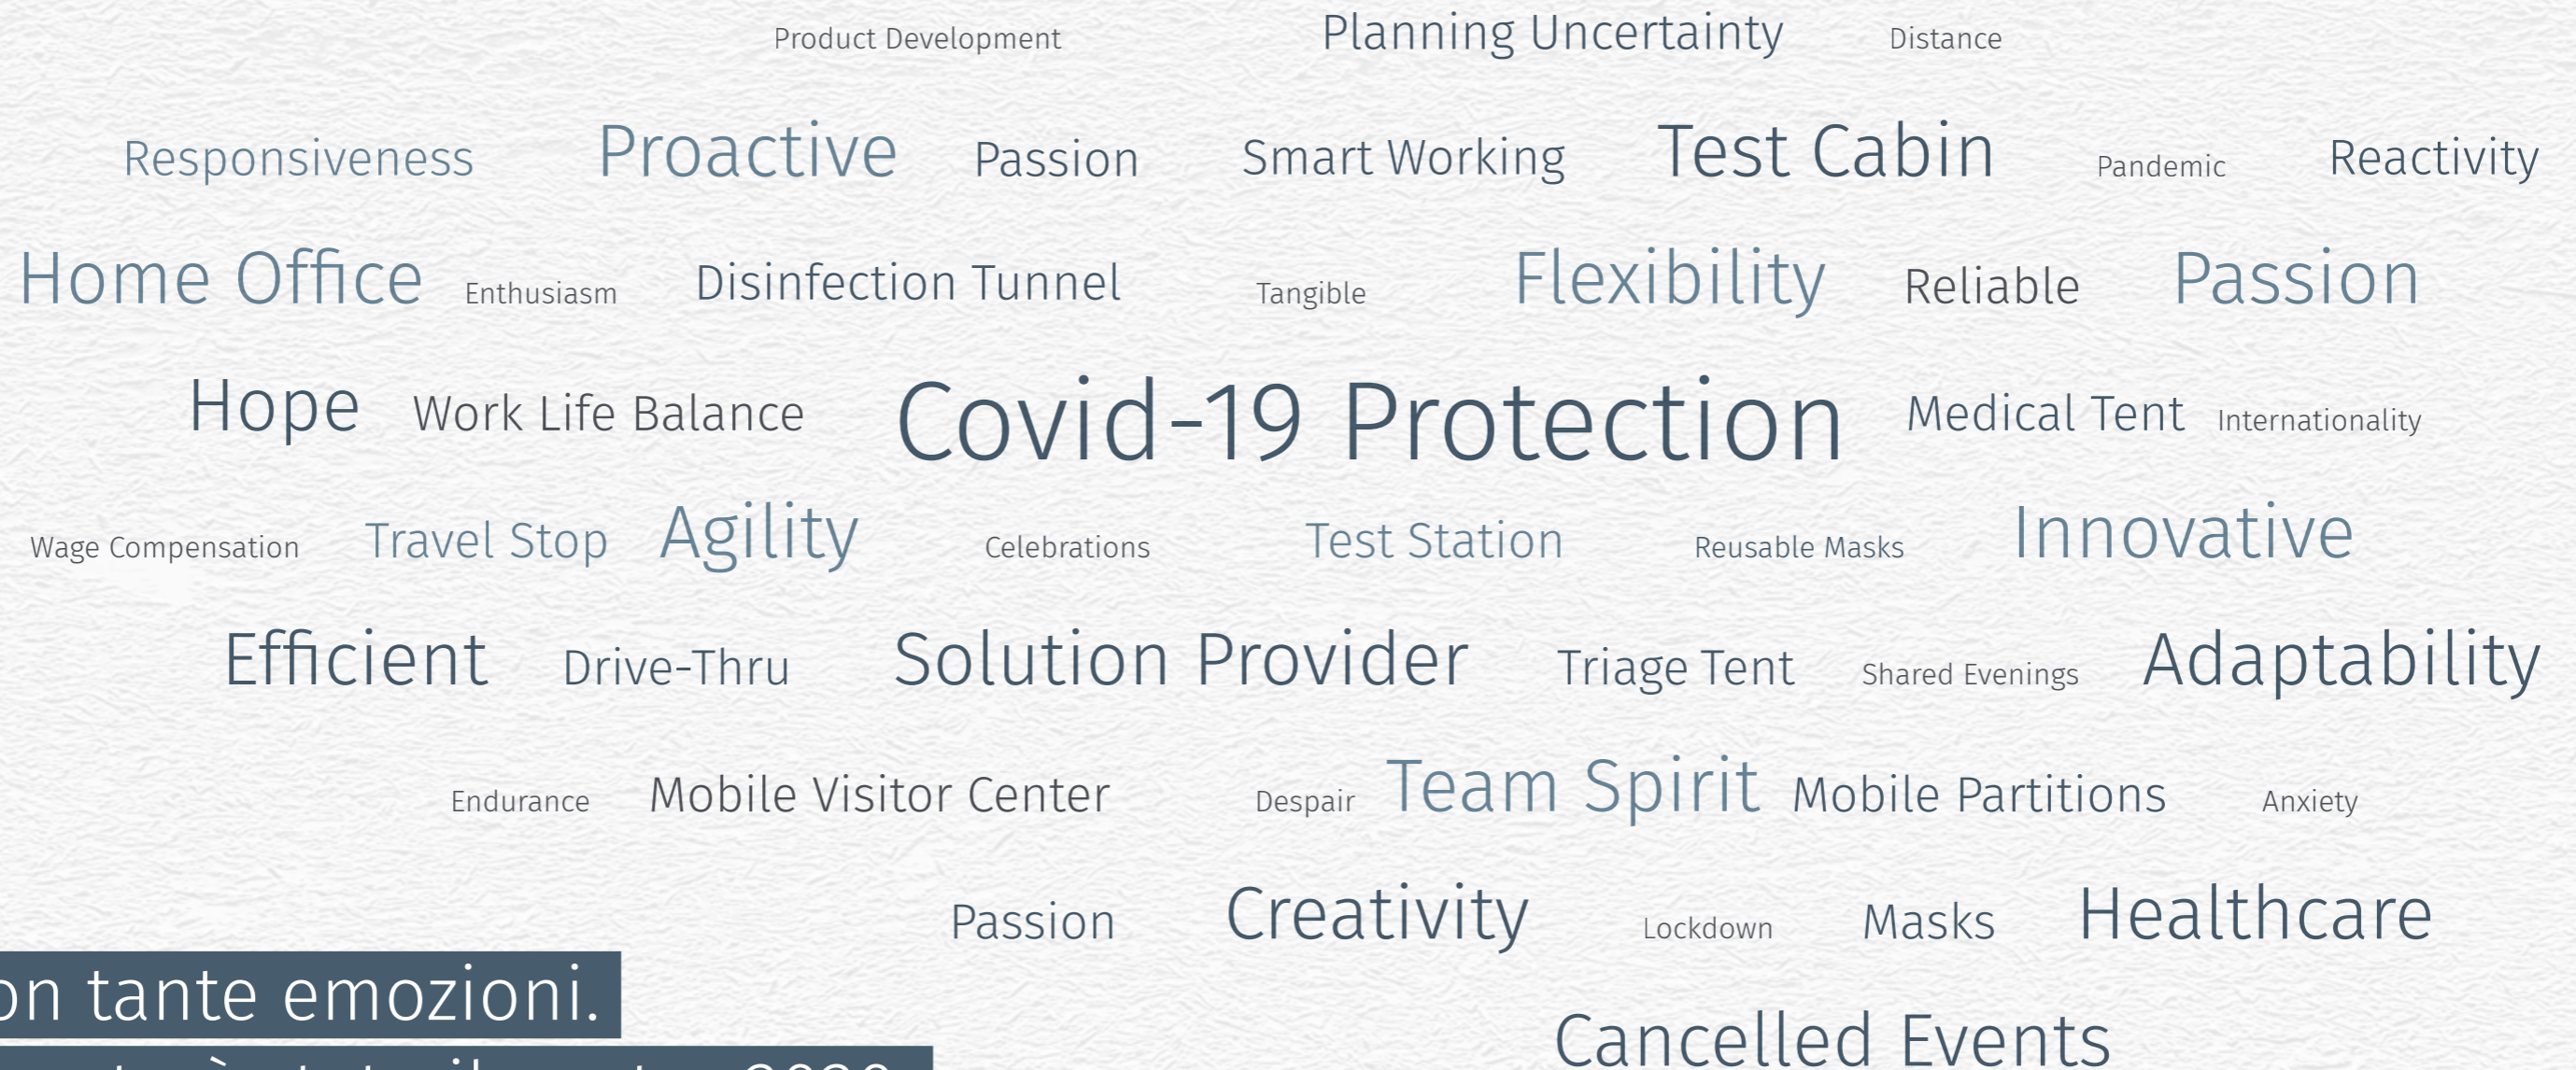 Product Development Planning Uncertainty Distance
Responsiveness Proactive Passion Smart Working Test Cabin Pandemic Reactivity
Home Office Enthusiasm Disinfection Tunnel Tangible Flexibility Reliable Passion
Hope Work Life Balance Covid-19 Protection Medical Tent Internationality
Wage Compensation Travel Stop Agility Celebrations Test Station Reusable Masks Innovative
Efficient Drive-Thru Solution Provider Triage Tent Shared Evenings Adaptability
Endurance Mobile Visitor Center Despair Team Spirit Mobile Partitions Anxiety
Passion Creativity Lockdown Masks Healthcare
on tante emozioni.
Cancelled Events